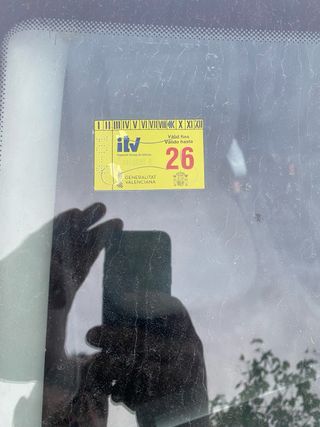 I II III IV V VI VII VIII IX X XI XII
itv
Vàlid fins
Válido hasta
26
GENERALITAT
VALENCIANA